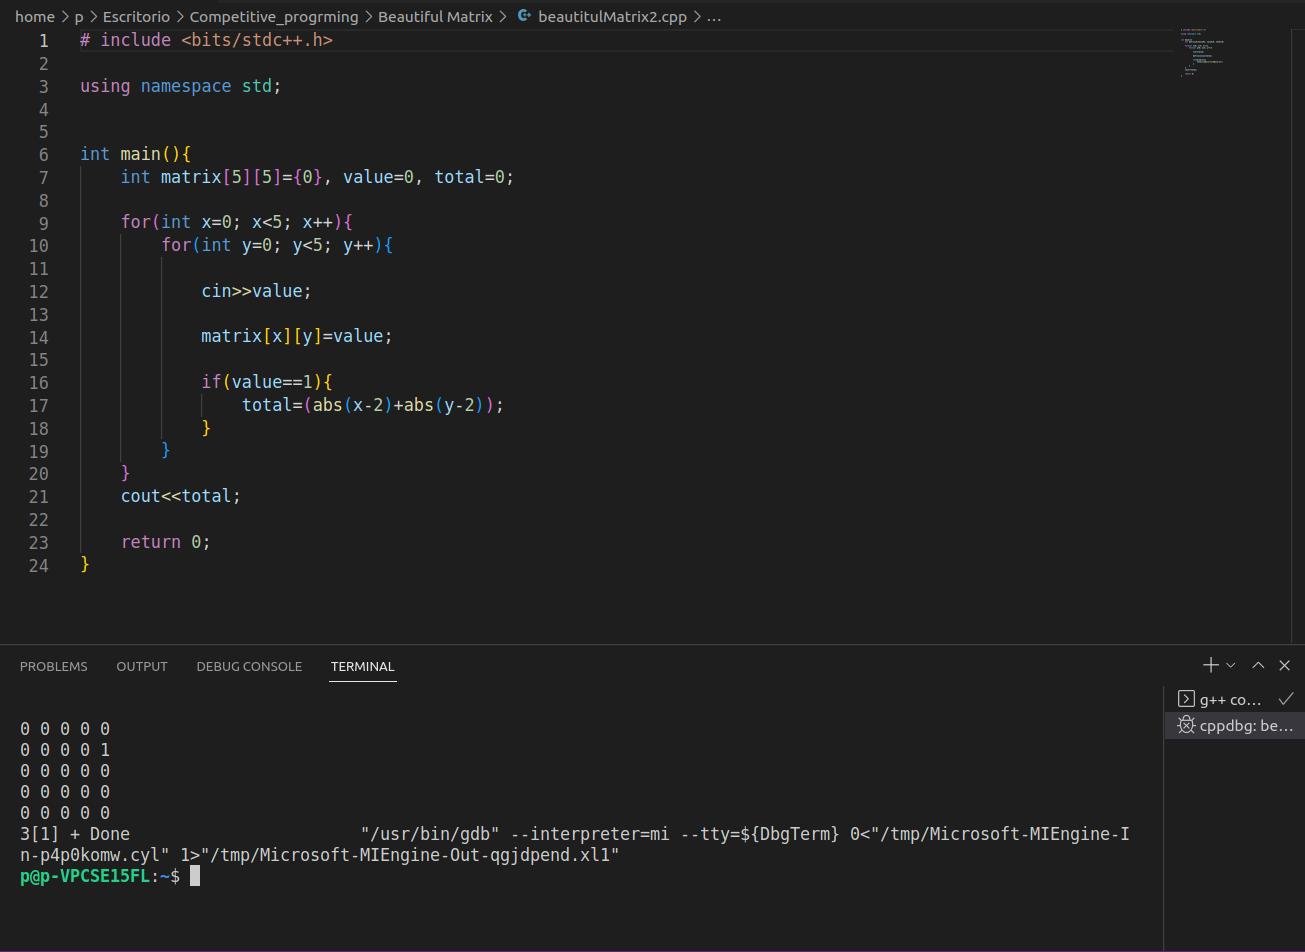 home > p > Escritorio > Competitive_progrming > Beautiful Matrix > beautitulMatrix2.cpp > ...
1 # include <bits/stdc++.h>
2
3 using namespace std;
4
5
6 int main(){
7     int matrix[5][5]={0}, value=0, total=0;
8
9     for(int x=0; x<5; x++){
10         for(int y=0; y<5; y++){
11
12             cin>>value;
13
14             matrix[x][y]=value;
15
16             if(value==1){
17                 total=(abs(x-2)+abs(y-2));
18             }
19         }
20     }
21     cout<<total;
22
23     return 0;
24 }
PROBLEMS OUTPUT DEBUG CONSOLE TERMINAL
g++ co...
cppdbg: be...
0 0 0 0 0
0 0 0 0 1
0 0 0 0 0
0 0 0 0 0
0 0 0 0 0
3[1] + Done                       "/usr/bin/gdb" --interpreter=mi --tty=${DbgTerm} 0<"/tmp/Microsoft-MIEngine-I
n-p4p0komw.cyl" 1>"/tmp/Microsoft-MIEngine-Out-qgjdpend.xl1"
p@p-VPCSE15FL:~$